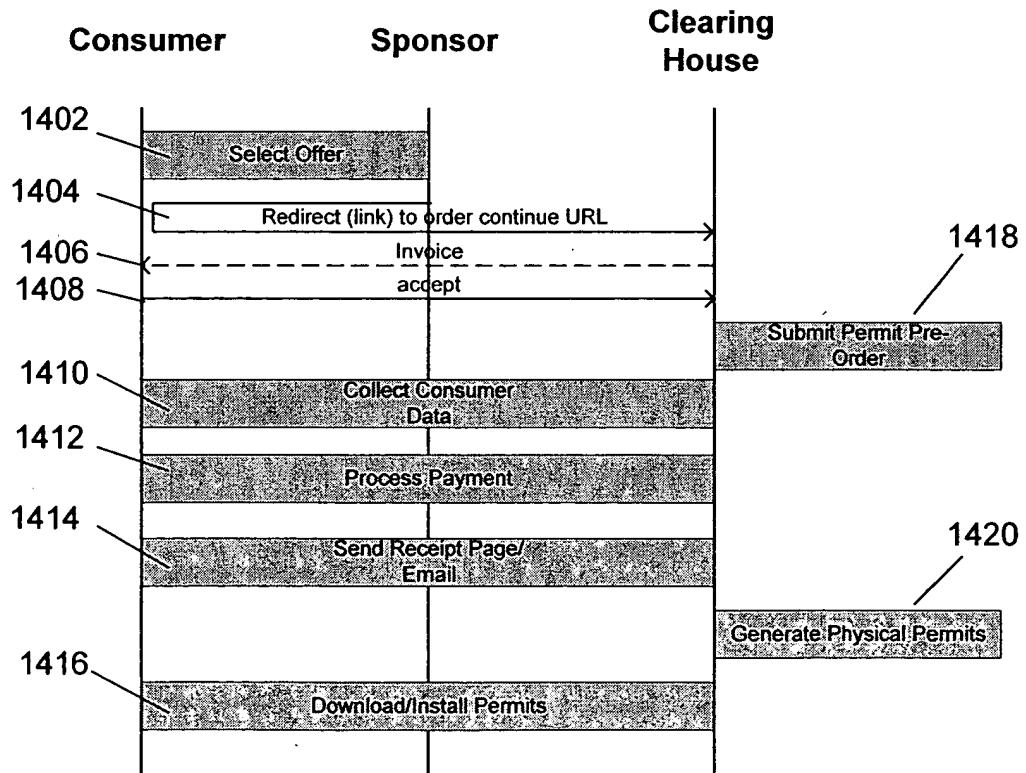 Consumer
Sponsor
Clearing
House
1402
Select Offer
1404
Redirect (link) to order continue URL
1406
Invoice
1418
1408
accept
Submit Permit Pre-
Order
1410
Collect Consumer
Data
1412
Process Payment
1414
Send Receipt Page/
Email
1420
Generate Physical Permits
1416
Download/Install Permits